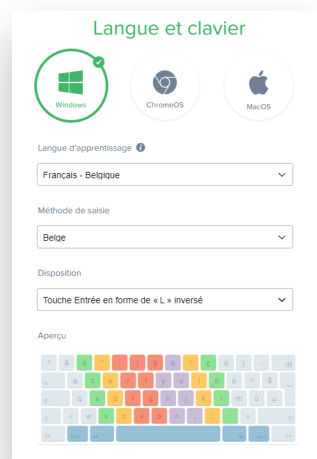 Langue et clavier
Windows
ChromeOS
MacOS
Langue d'apprentissage
Français - Belgique
Méthode de saisie
Belge
Disposition
Touche Entrée en forme de « L » inversé
Aperçu
² & é " ' ( § è ! ç à ) -
a z e r t y u i o p ^ $
q s d f g h j k l m ù µ
< w x c v b n , ; : =